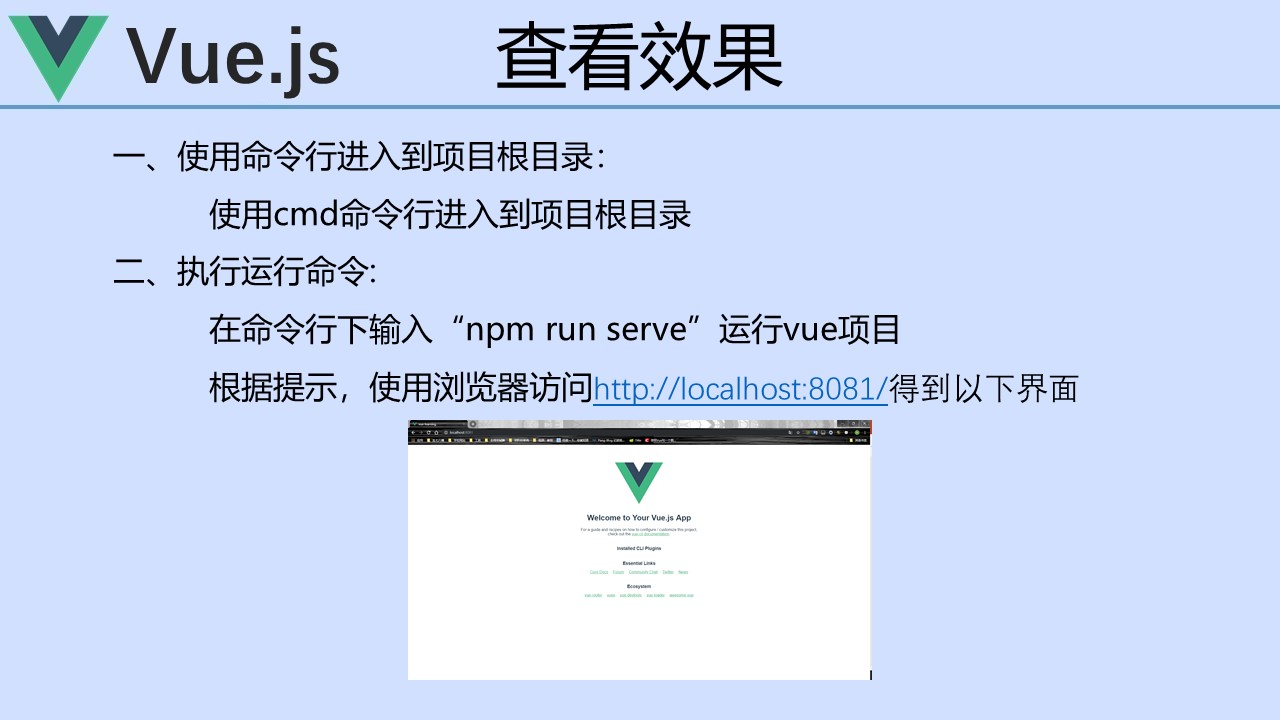 Vue.js
查看效果
一、使用命令行进入到项目根目录：
使用cmd命令行进入到项目根目录
二、执行运行命令:
在命令行下输入“npm run serve”运行vue项目
根据提示，使用浏览器访问http://localhost:8081/得到以下界面
Welcome to Your Vue.js App
For a guide and recipes on how to configure / customize this project,
check out the vue-cli documentation.
Installed CLI Plugins
Essential Links
Core Docs Forum Community Chat Twitter News
Ecosystem
vue-router vuex vue-devtools vue-loader awesome-vue